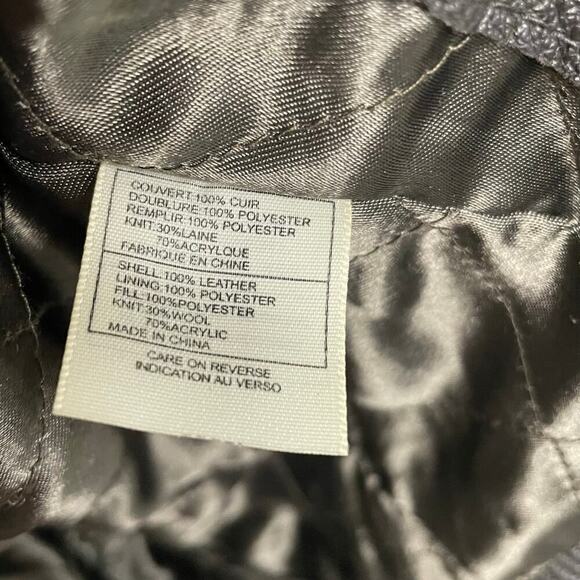 COUVERT:100% CUIR
DOUBLURE:100% POLYESTER
REMPLIR:100% POLYESTER
KNIT:30%LAINE
70%ACRYLQUE
FABRIQUE EN CHINE
SHELL:100% LEATHER
LINING:100% POLYESTER
FILL:100%POLYESTER
KNIT:30%WOOL
70%ACRYLIC
MADE IN CHINA
CARE ON REVERSE
INDICATION AU VERSO